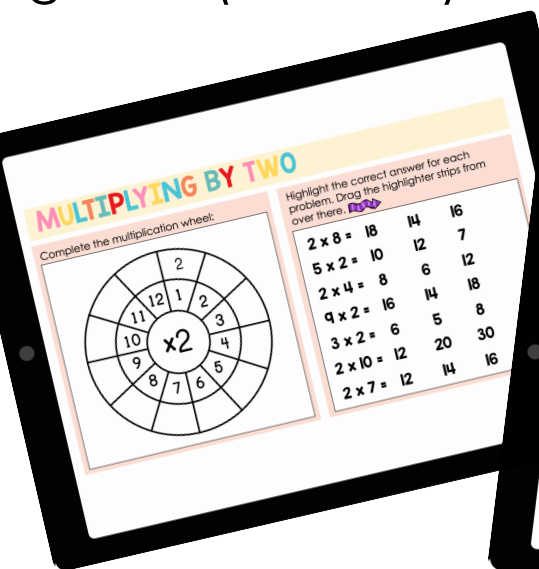 MULTIPLYING BY TWO
Complete the multiplication wheel:
2
1
2
3
4
5
6
7
8
9
10
11
12
x2
Highlight the correct answer for each
problem. Drag the highlighter strips from
over there.
2 x 8 = 18 14 16
5 x 2 = 10 12 7
2 x 4 = 8 6 12
9 x 2 = 16 14 18
3 x 2 = 6 5 8
2 x 10 = 12 20 30
2 x 7 = 12 14 16